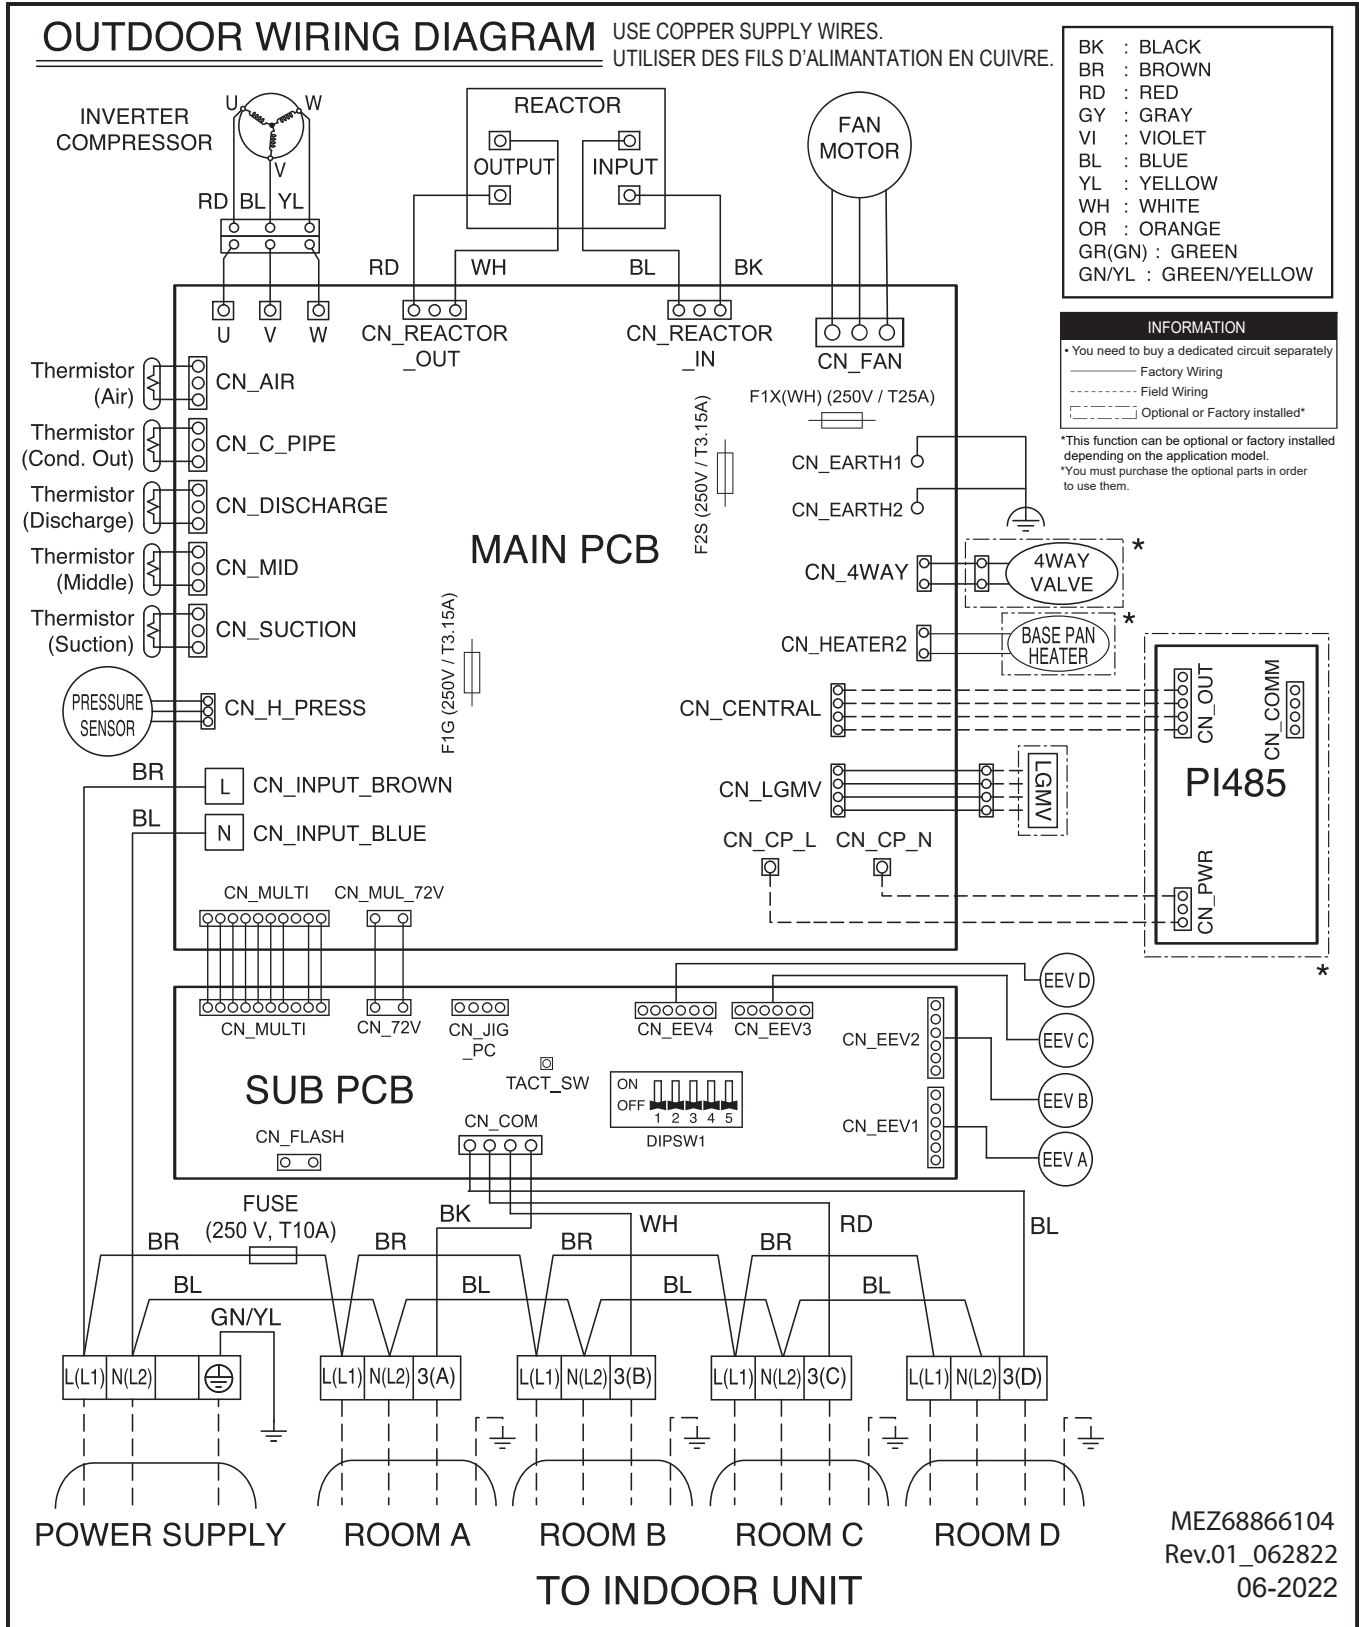 OUTDOOR WIRING DIAGRAM
USE COPPER SUPPLY WIRES.
UTILISER DES FILS D'ALIMANTATION EN CUIVRE.
BK : BLACK
BR : BROWN
RD : RED
GY : GRAY
VI : VIOLET
BL : BLUE
YL : YELLOW
WH : WHITE
OR : ORANGE
GR(GN) : GREEN
GN/YL : GREEN/YELLOW
INFORMATION
• You need to buy a dedicated circuit separately
Factory Wiring
Field Wiring
Optional or Factory installed*
*This function can be optional or factory installed
depending on the application model.
*You must purchase the optional parts in order
to use them.
INVERTER
COMPRESSOR
U
W
V
RD BL YL
REACTOR
OUTPUT
INPUT
FAN
MOTOR
RD
WH
BL
BK
U
V
W
CN_REACTOR
_OUT
CN_REACTOR
_IN
CN_FAN
Thermistor
(Air)
CN_AIR
F1X(WH) (250V / T25A)
F2S (250V / T3.15A)
Thermistor
(Cond. Out)
CN_C_PIPE
CN_EARTH1
Thermistor
(Discharge)
CN_DISCHARGE
CN_EARTH2
MAIN PCB
Thermistor
(Middle)
CN_MID
CN_4WAY
4WAY
VALVE
*
Thermistor
(Suction)
CN_SUCTION
F1G (250V / T3.15A)
CN_HEATER2
BASE PAN
HEATER
*
PRESSURE
SENSOR
CN_H_PRESS
CN_CENTRAL
CN_OUT
CN_COMM
PI485
CN_PWR
*
BR
L
CN_INPUT_BROWN
CN_LGMV
LGMV
BL
N
CN_INPUT_BLUE
CN_CP_L
CN_CP_N
CN_MULTI
CN_MUL_72V
CN_MULTI
CN_72V
CN_JIG
_PC
CN_EEV4
CN_EEV3
CN_EEV2
CN_EEV1
EEV D
EEV C
EEV B
EEV A
SUB PCB
TACT_SW
ON
OFF
1 2 3 4 5
DIPSW1
CN_COM
CN_FLASH
FUSE
(250 V, T10A)
BK
WH
RD
BL
BR
BR
BR
BR
BL
BL
BL
BL
GN/YL
L(L1) N(L2)
L(L1) N(L2) 3(A)
L(L1) N(L2) 3(B)
L(L1) N(L2) 3(C)
L(L1) N(L2) 3(D)
POWER SUPPLY
ROOM A
ROOM B
ROOM C
ROOM D
TO INDOOR UNIT
MEZ68866104
Rev.01_062822
06-2022